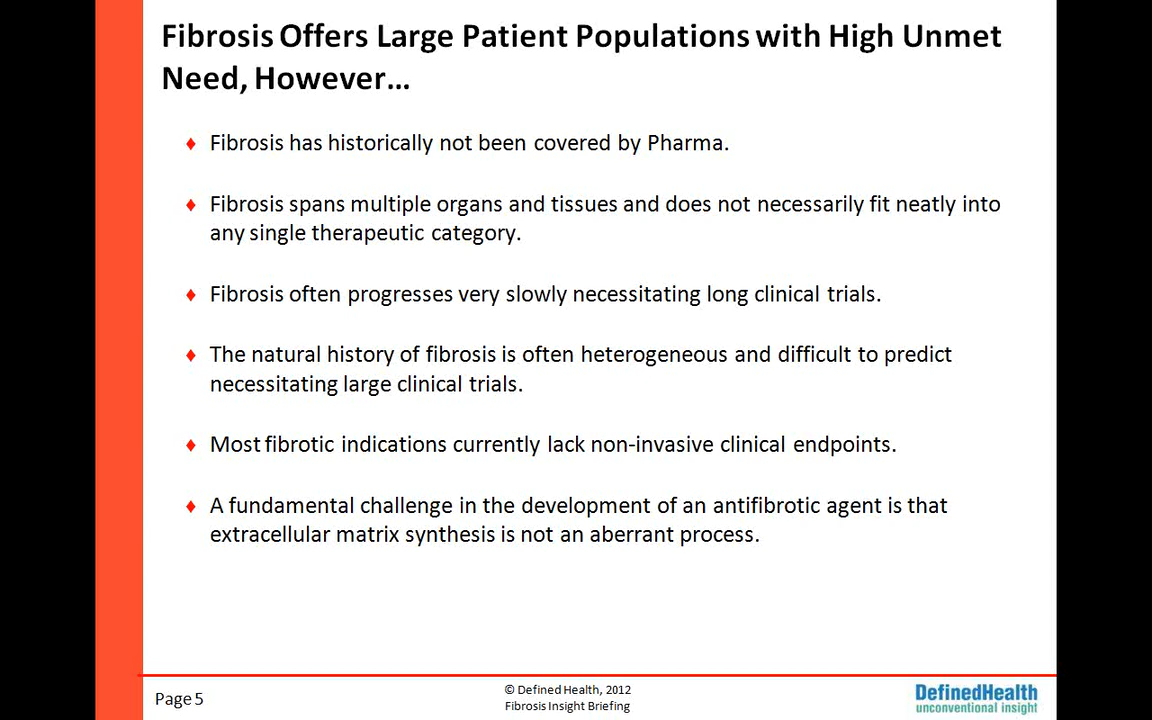 Fibrosis Offers Large Patient Populations with High Unmet
Need, However…
Fibrosis has historically not been covered by Pharma.
Fibrosis spans multiple organs and tissues and does not necessarily fit neatly into
any single therapeutic category.
Fibrosis often progresses very slowly necessitating long clinical trials.
The natural history of fibrosis is often heterogeneous and difficult to predict
necessitating large clinical trials.
Most fibrotic indications currently lack non-invasive clinical endpoints.
A fundamental challenge in the development of an antifibrotic agent is that
extracellular matrix synthesis is not an aberrant process.
Page 5
© Defined Health, 2012
Fibrosis Insight Briefing
DefinedHealth
unconventional insight